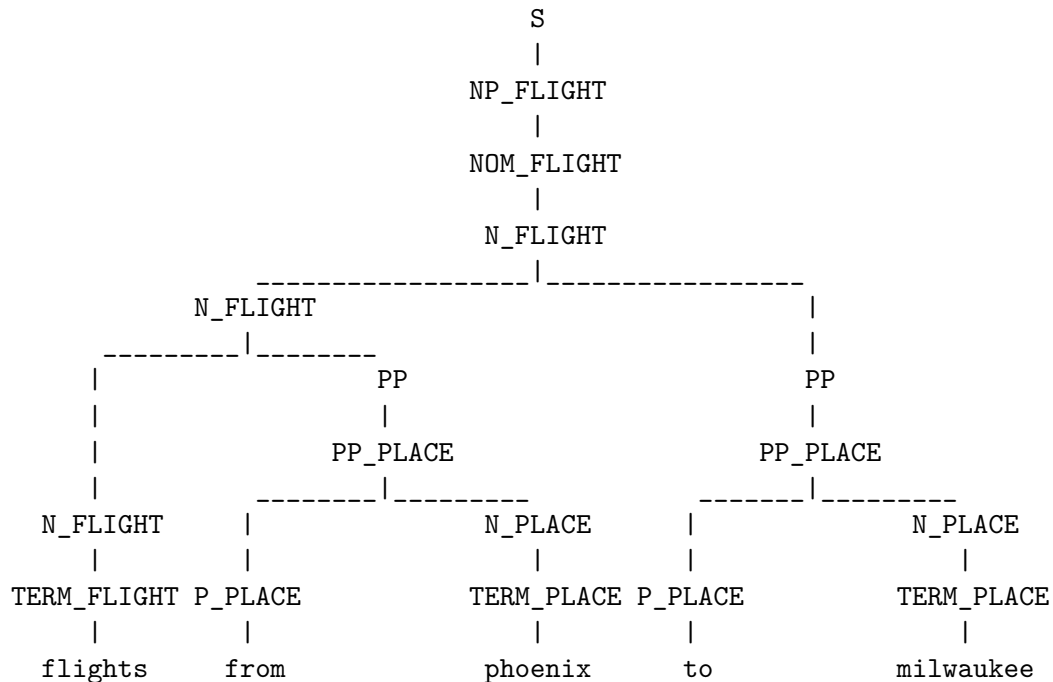 S
NP_FLIGHT
NOM_FLIGHT
N_FLIGHT
N_FLIGHT
PP PP
PP_PLACE PP_PLACE
N_FLIGHT N_PLACE N_PLACE
TERM_FLIGHT P_PLACE TERM_PLACE P_PLACE TERM_PLACE
flights from phoenix to milwaukee